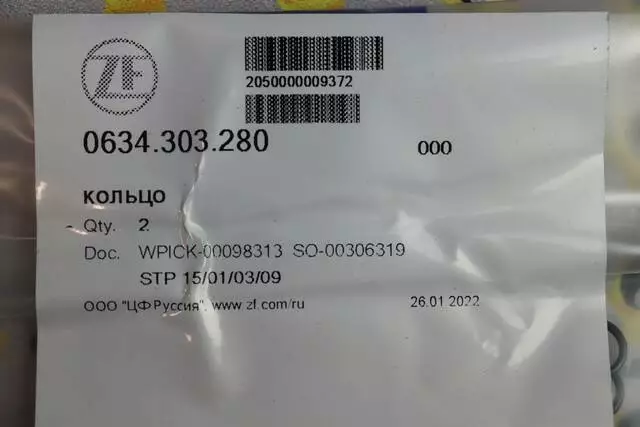 ZF
2050000009372
0634.303.280
000
КОЛЬЦО
Qty. 2
Doc. WPICK-00098313 SO-00306319
STP 15/01/03/09
ООО "ЦФ Руссия", www.zf.com/ru 26.01.2022